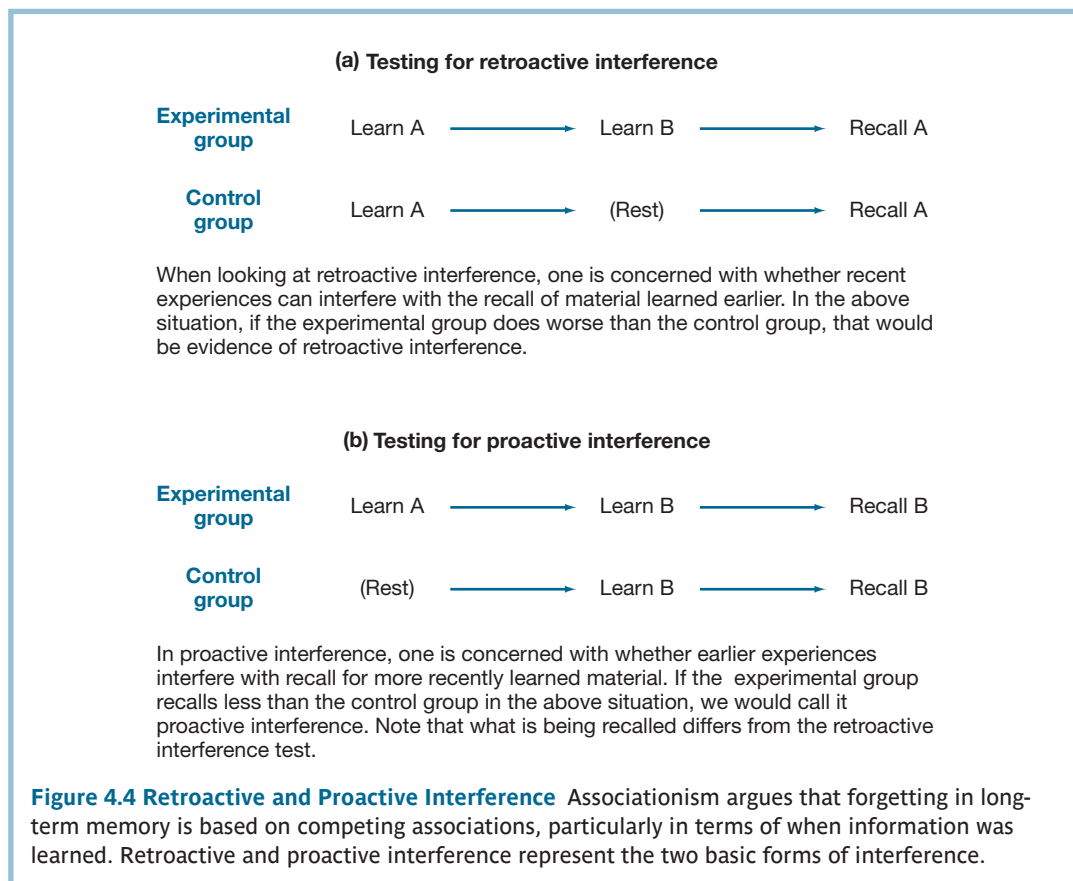 (a) Testing for retroactive interference
Experimental group Learn A Learn B Recall A
Control group Learn A (Rest) Recall A
When looking at retroactive interference, one is concerned with whether recent
experiences can interfere with the recall of material learned earlier. In the above
situation, if the experimental group does worse than the control group, that would
be evidence of retroactive interference.
(b) Testing for proactive interference
Experimental group Learn A Learn B Recall B
Control group (Rest) Learn B Recall B
In proactive interference, one is concerned with whether earlier experiences
interfere with recall for more recently learned material. If the experimental group
recalls less than the control group in the above situation, we would call it
proactive interference. Note that what is being recalled differs from the retroactive
interference test.
Figure 4.4 Retroactive and Proactive Interference Associationism argues that forgetting in long-
term memory is based on competing associations, particularly in terms of when information was
learned. Retroactive and proactive interference represent the two basic forms of interference.